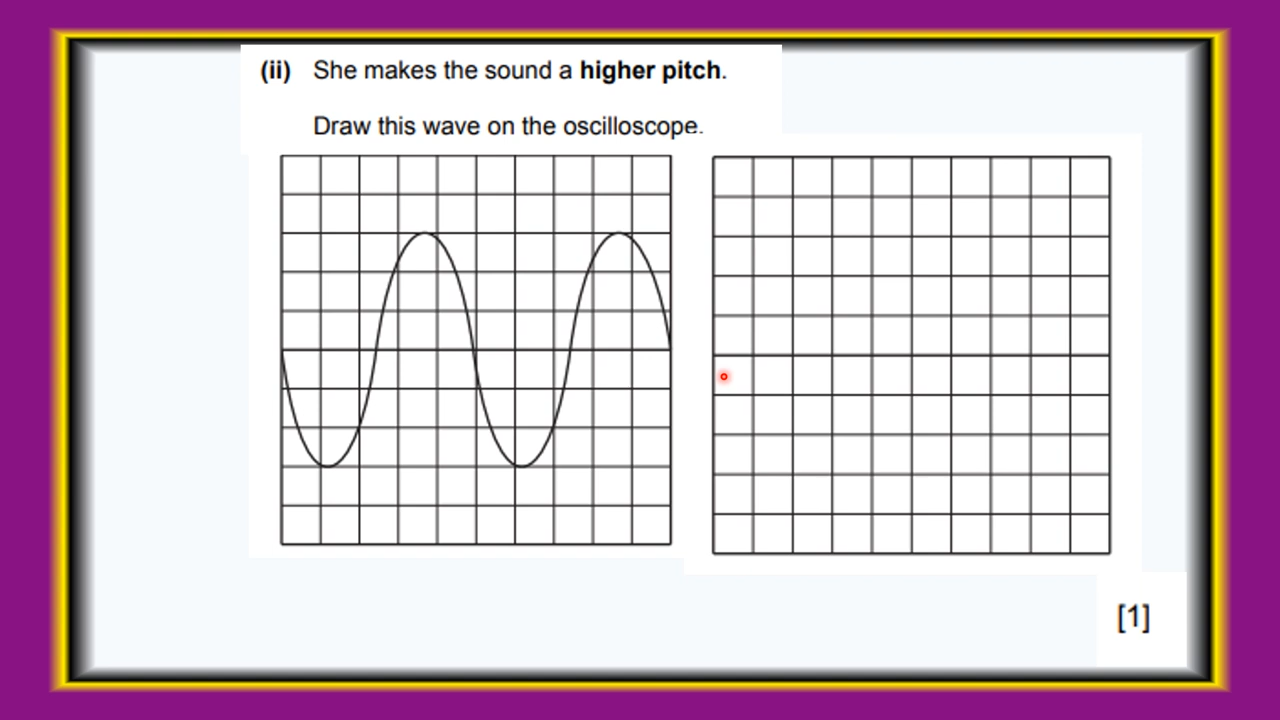 (ii) She makes the sound a higher pitch.
Draw this wave on the oscilloscope.
[1]